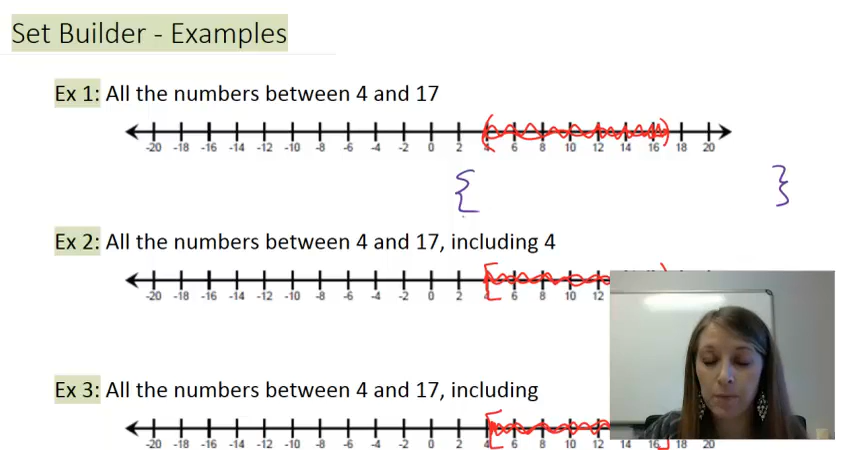 Set Builder - Examples
Ex 1: All the numbers between 4 and 17
-20 -18 -16 -14 -12 -10 -8 -6 -4 -2 0 2 4 6 8 10 12 14 16 18 20
{ }
Ex 2: All the numbers between 4 and 17, including 4
-20 -18 -16 -14 -12 -10 -8 -6 -4 -2 0 2 4 6 8 10 12
Ex 3: All the numbers between 4 and 17, including
-20 -18 -16 -14 -12 -10 -8 -6 -4 -2 0 2 4 6 8 10 12 14 16 18 20